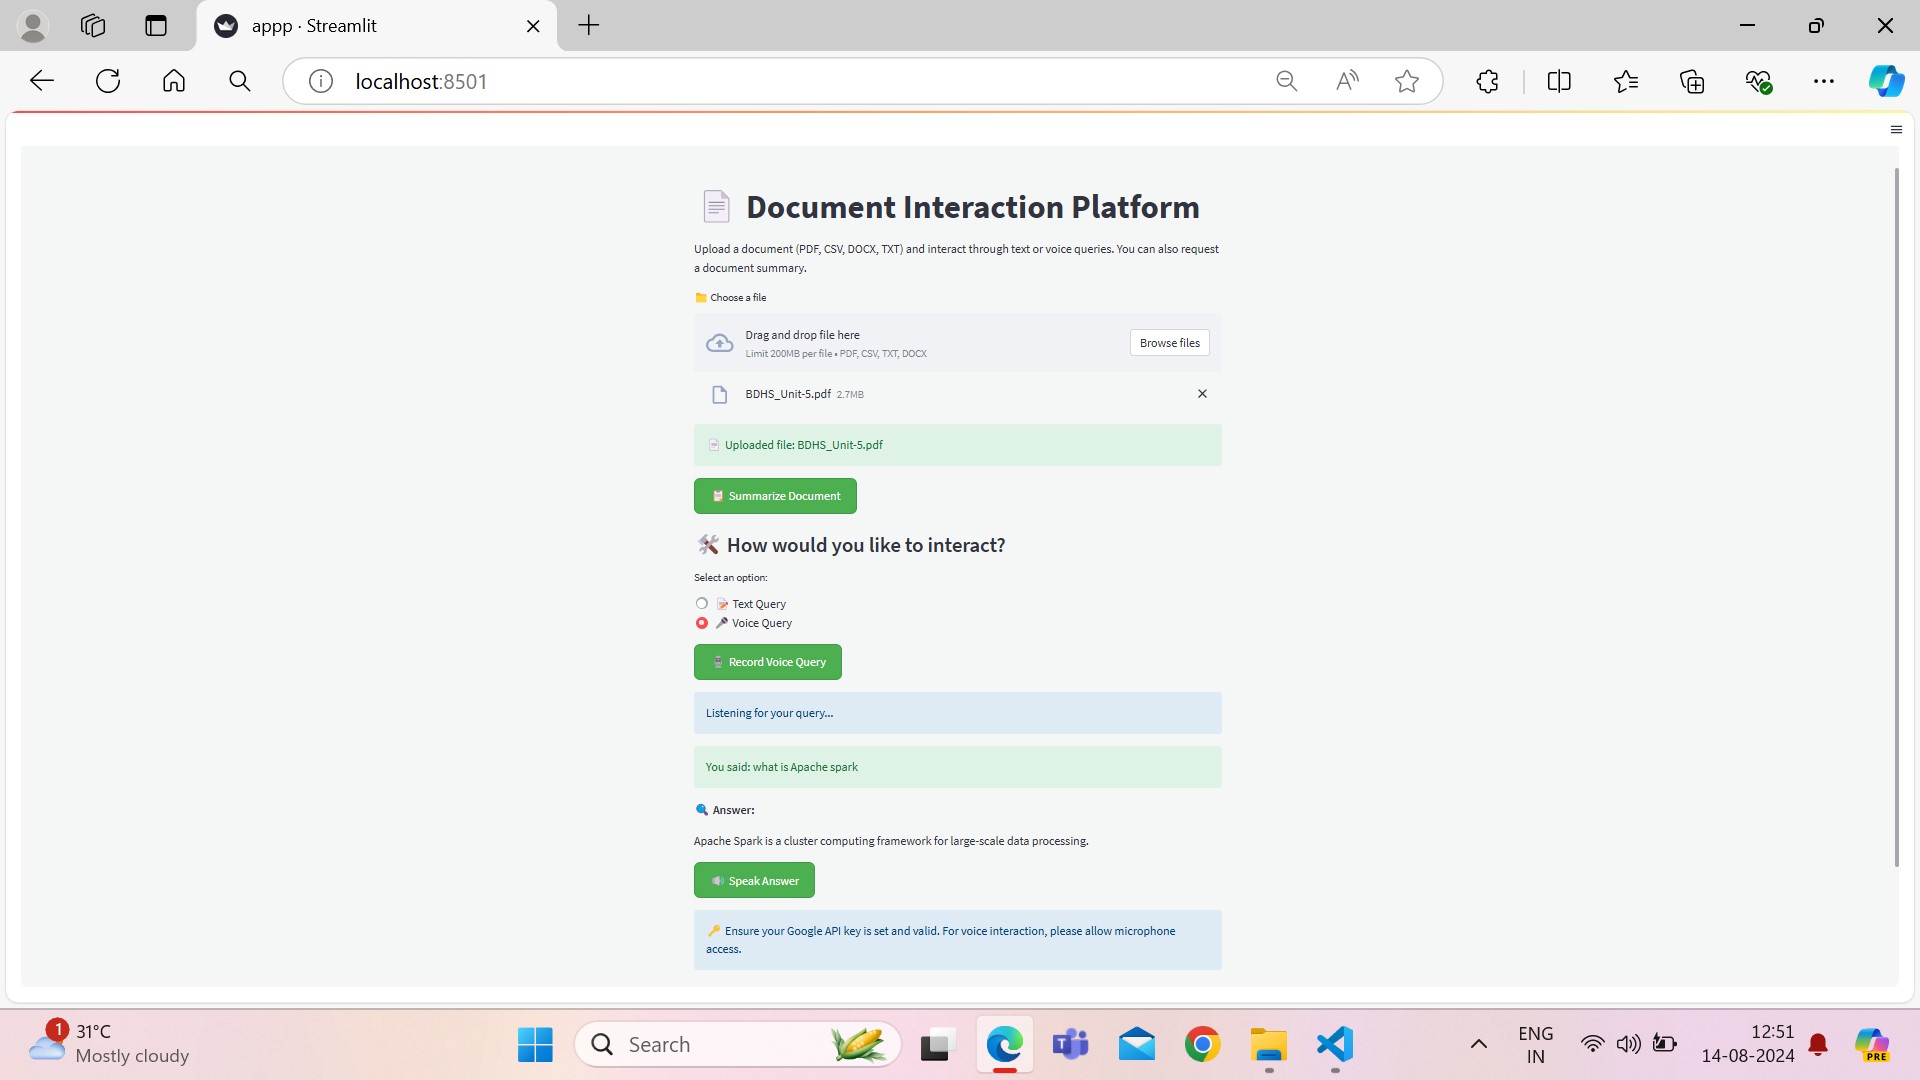 appp · Streamlit
localhost:8501
Document Interaction Platform
Upload a document (PDF, CSV, DOCX, TXT) and interact through text or voice queries. You can also request
a document summary.
Choose a file
Drag and drop file here
Limit 200MB per file • PDF, CSV, TXT, DOCX
Browse files
BDHS_Unit-5.pdf 2.7MB
Uploaded file: BDHS_Unit-5.pdf
Summarize Document
How would you like to interact?
Select an option:
Text Query
Voice Query
Record Voice Query
Listening for your query...
You said: what is Apache spark
Answer:
Apache Spark is a cluster computing framework for large-scale data processing.
Speak Answer
Ensure your Google API key is set and valid. For voice interaction, please allow microphone
access.
1
31°C
Mostly cloudy
Search
ENG
IN
12:51
14-08-2024
PRE